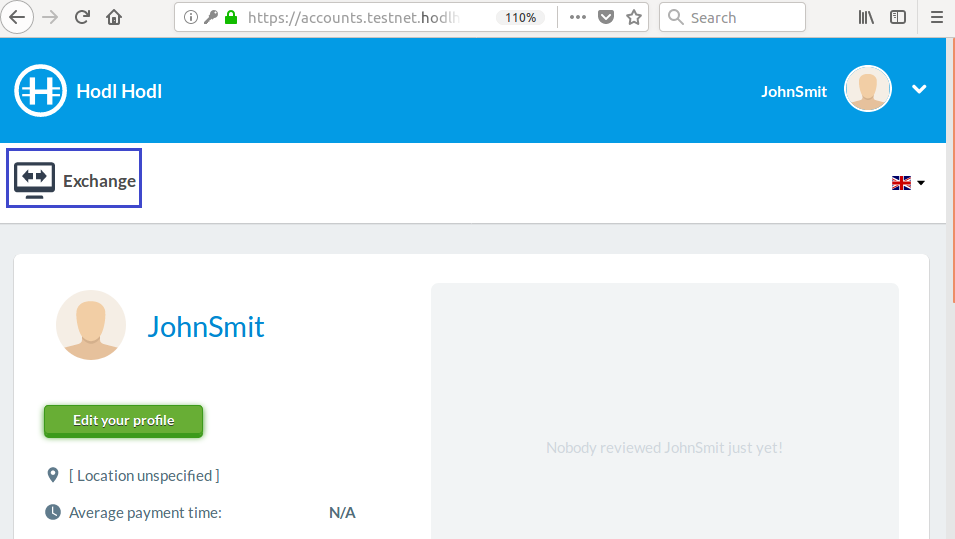 https://accounts.testnet.hodlh
110%
Search
Hodl Hodl
JohnSmit
Exchange
JohnSmit
Edit your profile
[ Location unspecified ]
Average payment time: N/A
Nobody reviewed JohnSmit just yet!